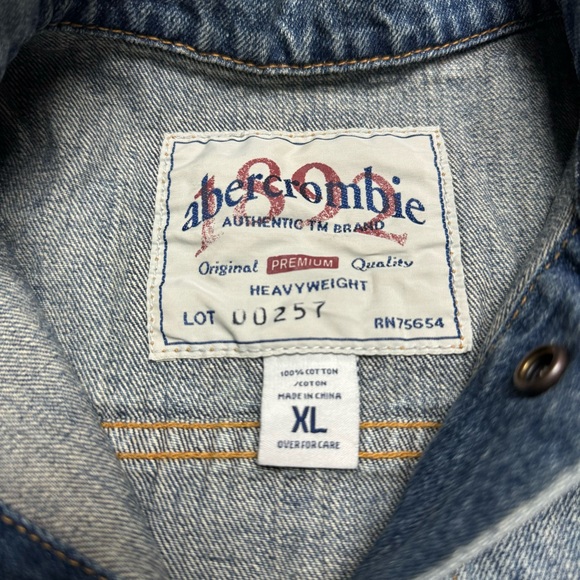 1892
abercrombie
AUTHENTIC TM BRAND
Original PREMIUM Quality
HEAVYWEIGHT
LOT 00257 RN75654
100% COTTON
/COTON
MADE IN CHINA
XL
OVER FOR CARE